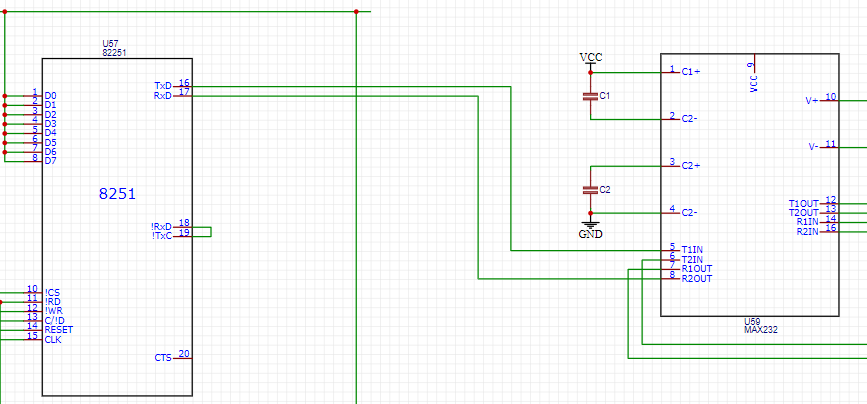 U57
82251
TxD 16
RxD 17
1 D0
2 D1
3 D2
4 D3
5 D4
6 D5
7 D6
8 D7
8251
!RxD 18
!TxC 19
10 !CS
11 !RD
12 !WR
13 C/!D
14 RESET
15 CLK
CTS 20
VCC
C1
C2
GND
1 C1+
2 C2-
3 C2+
4 C2-
5 T1IN
6 T2IN
7 R1OUT
8 R2OUT
9
VCC
V+ 10
V- 11
T1OUT 12
T2OUT 13
R1IN 14
R2IN 16
U59
MAX232